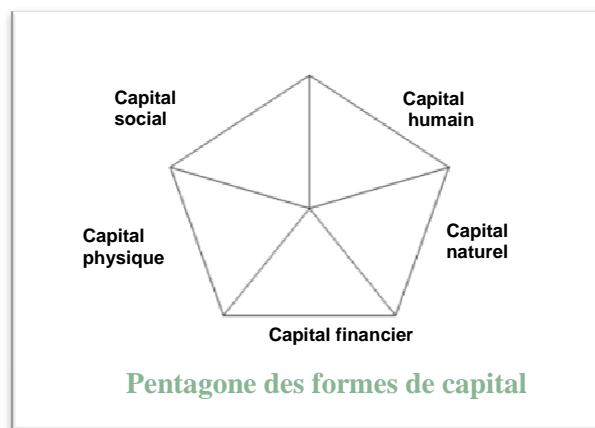 Capital
social
Capital
humain
Capital
physique
Capital
naturel
Capital financier
Pentagone des formes de capital